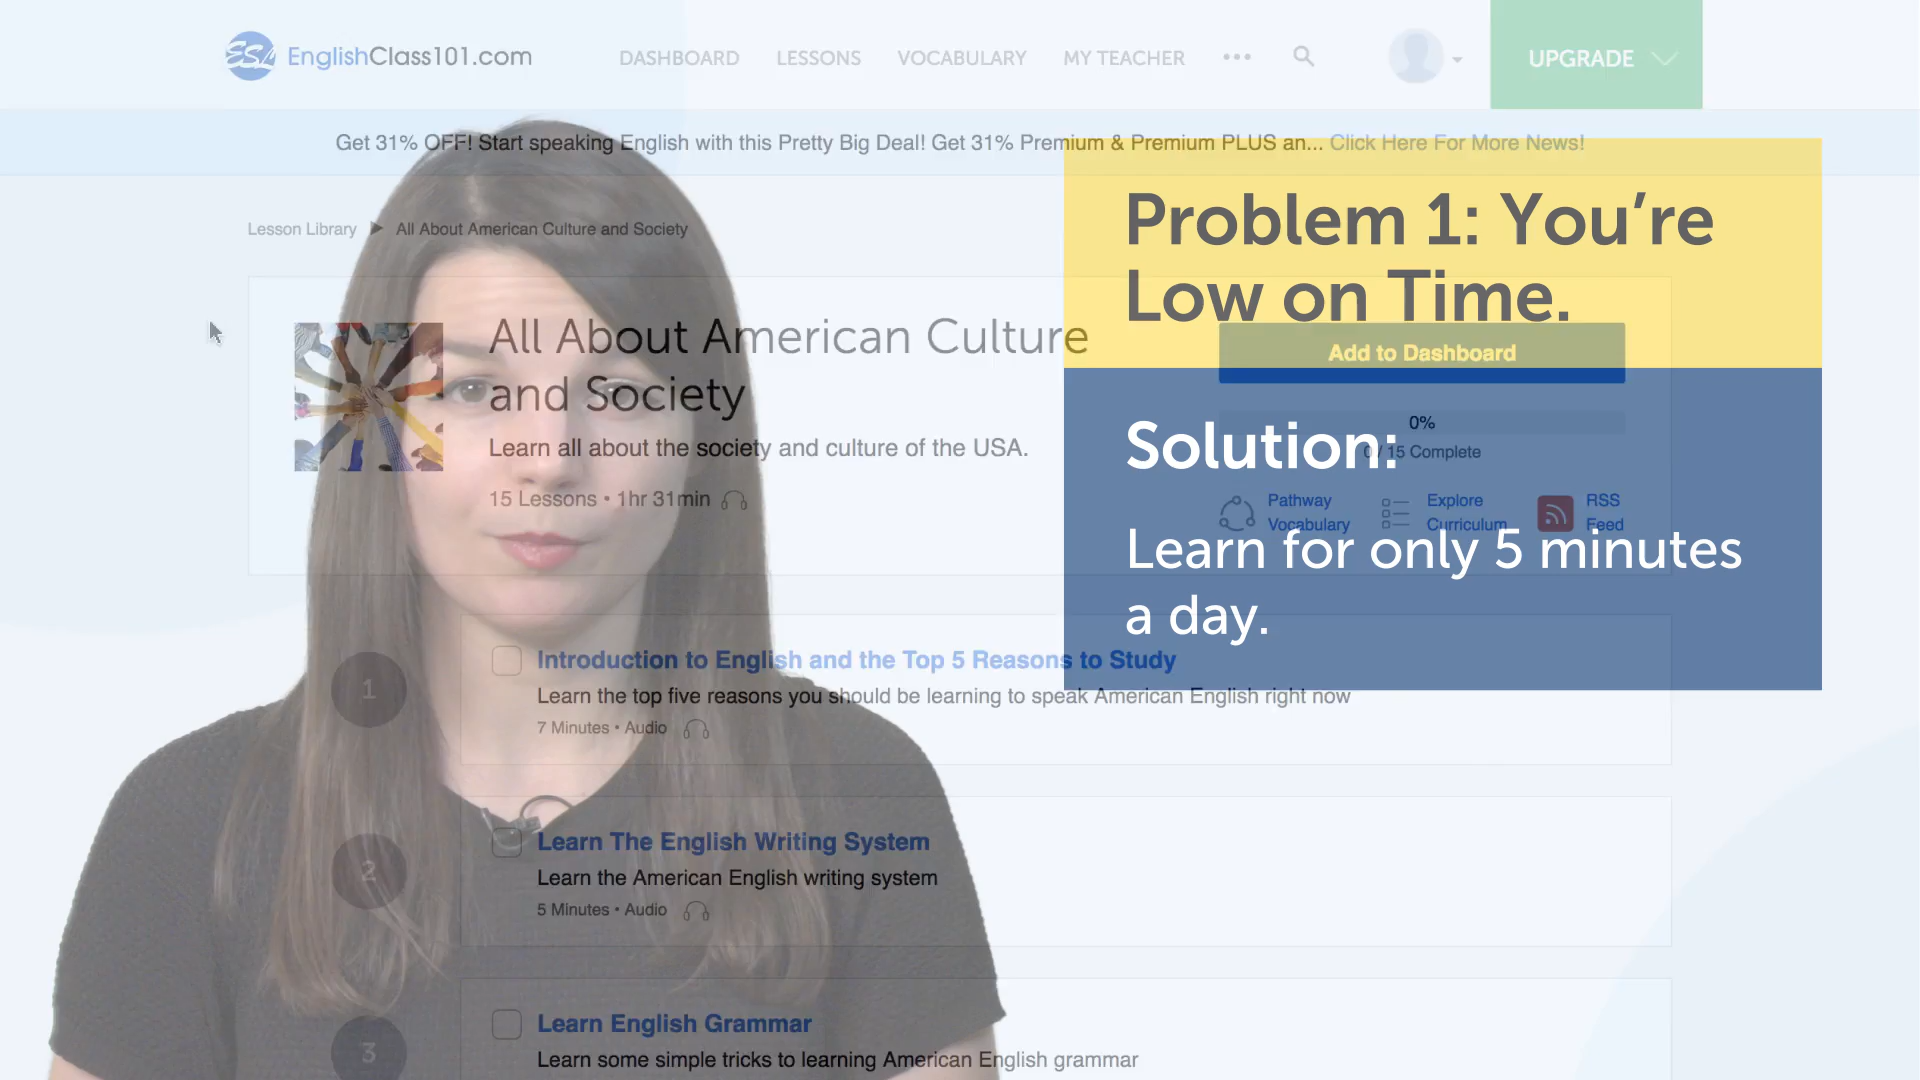 ESL EnglishClass101.com
DASHBOARD LESSONS VOCABULARY MY TEACHER UPGRADE
Get 31% OFF! Start speaking English with this Pretty Big Deal! Get 31% Premium & Premium PLUS an... Click Here For More News!
Lesson Library All About American Culture and Society
Problem 1: You’re
Low on Time.
All About American Culture
and Society
Learn all about the society and culture of the USA.
15 Lessons • 1hr 31min
Add to Dashboard
0%
0 / 15 Complete
Pathway
Vocabulary
Explore
Curriculum
RSS
Feed
Solution:
Learn for only 5 minutes
a day.
1
Introduction to English and the Top 5 Reasons to Study
Learn the top five reasons you should be learning to speak American English right now
7 Minutes • Audio
2
Learn The English Writing System
Learn the American English writing system
5 Minutes • Audio
3
Learn English Grammar
Learn some simple tricks to learning American English grammar